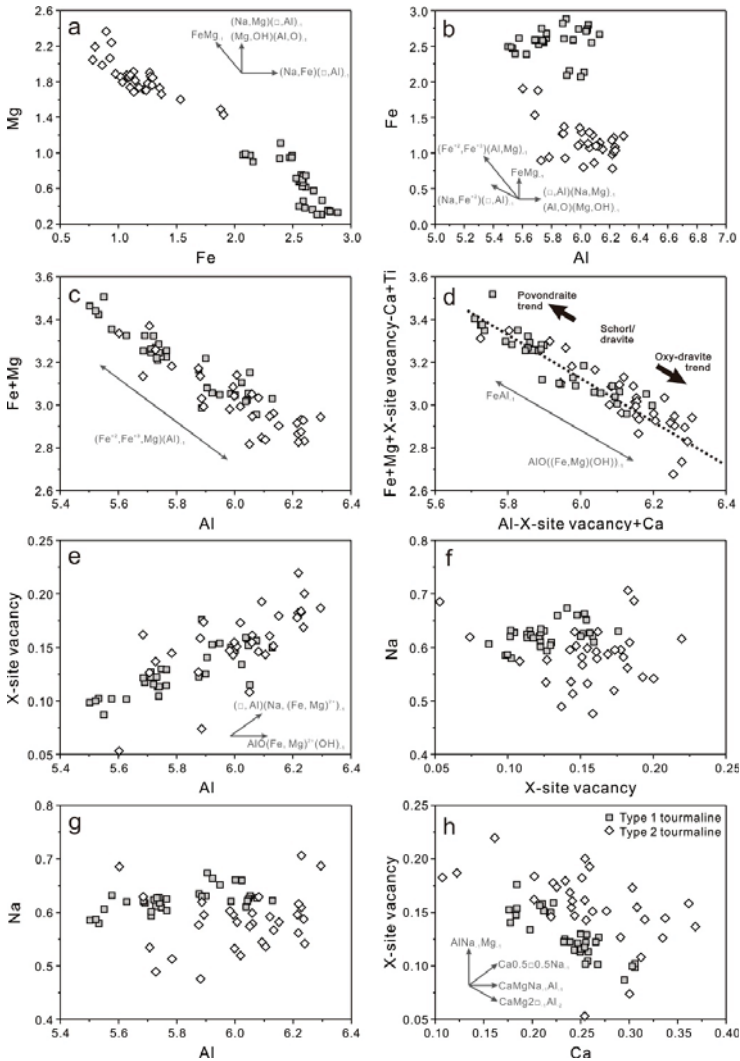 a
(Na,Mg)(□,Al)₋₁
FeMg₋₁
(Mg,OH)(Al,O)₋₁
(Na,Fe)(□,Al)₋₁
Mg
2.6
2.2
1.8
1.4
1.0
0.6
0.2
0.5
1.0
1.5
2.0
2.5
3.0
Fe
b
(Fe⁺²,Fe⁺³)(Al,Mg)₋₁
FeMg₋₁
(Na,Fe⁺²)(□,Al)₋₁
(□,Al)(Na,Mg)₋₁
(Al,O)(Mg,OH)₋₁
Fe
3.0
2.5
2.0
1.5
1.0
0.5
0.0
5.0
5.5
6.0
6.5
7.0
Al
c
(Fe⁺²,Fe⁺³,Mg)(Al)₋₁
Fe+Mg
3.6
3.4
3.2
3.0
2.8
2.6
5.4
5.6
5.8
6.0
6.2
6.4
Al
d
Povondraite
trend
Schorl/
dravite
Oxy-dravite
trend
FeAl₋₁
AlO((Fe,Mg)(OH))₋₁
Fe+Mg+X-site vacancy-Ca+Ti
3.6
3.4
3.2
3.0
2.8
2.6
5.6
5.8
6.0
6.2
6.4
Al-X-site vacancy+Ca
e
(□,Al)(Na,(Fe, Mg)²⁺)₋₁
AlO(Fe, Mg)²⁺(OH)₋₁
X-site vacancy
0.25
0.20
0.15
0.10
0.05
5.4
5.6
5.8
6.0
6.2
6.4
Al
f
Na
0.8
0.7
0.6
0.5
0.4
0.05
0.10
0.15
0.20
0.25
X-site vacancy
g
Na
0.8
0.7
0.6
0.5
0.4
5.4
5.6
5.8
6.0
6.2
6.4
Al
h
Type 1 tourmaline
Type 2 tourmaline
AlNa₋₁Mg₋₁
Ca0.5□0.5Na₋₁
CaMgNa₋₁Al₋₁
CaMg2□₋₁Al₋₂
X-site vacancy
0.25
0.20
0.15
0.10
0.05
0.10
0.15
0.20
0.25
0.30
0.35
0.40
Ca